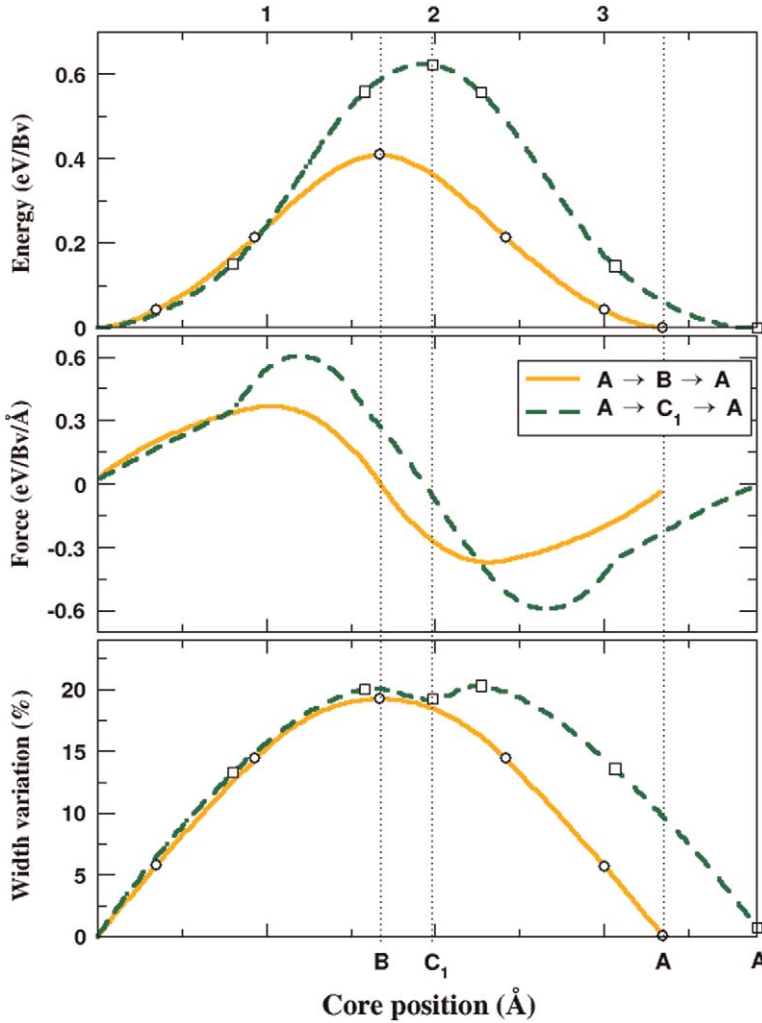 1 2 3
0.6
0.4
0.2
0
Energy (eV/Bv)
0.6
0.3
0
-0.3
-0.6
Force (eV/Bv/Å)
A → B → A
A → C1 → A
20
15
10
5
0
Width variation (%)
B C1 A A
Core position (Å)